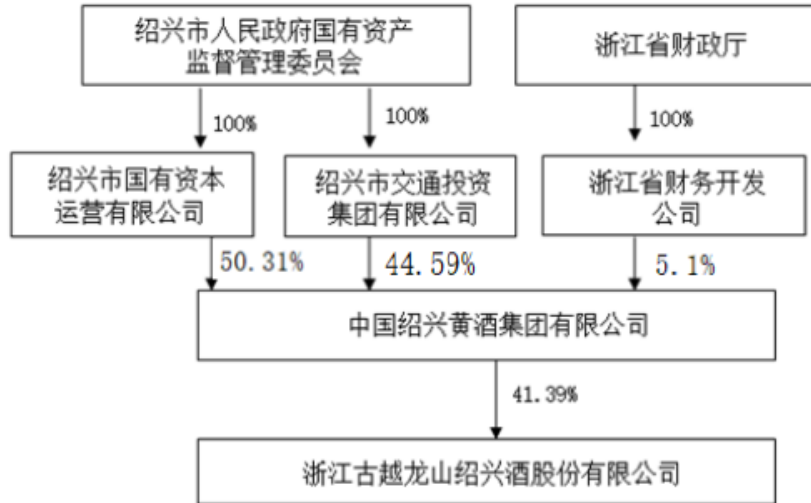 绍兴市人民政府国有资产
监督管理委员会
浙江省财政厅
100%
100%
100%
绍兴市国有资本
运营有限公司
绍兴市交通投资
集团有限公司
浙江省财务开发
公司
50.31%
44.59%
5.1%
中国绍兴黄酒集团有限公司
41.39%
浙江古越龙山绍兴酒股份有限公司